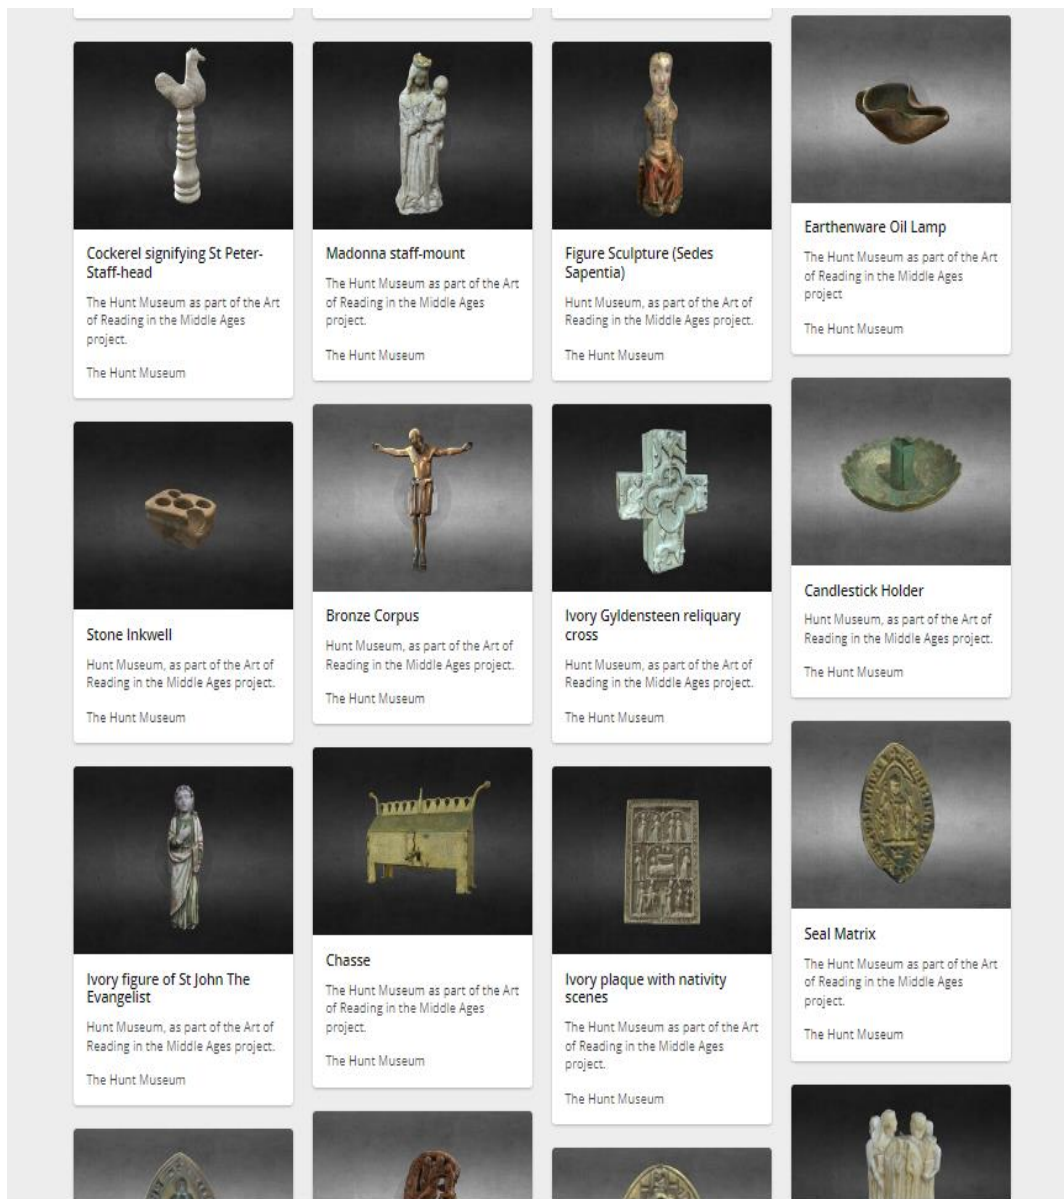 Cockerel signifying St Peter-
Staff-head
The Hunt Museum as part of the Art
of Reading in the Middle Ages
project.
The Hunt Museum
Madonna staff-mount
The Hunt Museum as part of the Art
of Reading in the Middle Ages
project.
The Hunt Museum
Figure Sculpture (Sedes
Sapentia)
Hunt Museum, as part of the Art of
Reading in the Middle Ages project.
The Hunt Museum
Earthenware Oil Lamp
The Hunt Museum as part of the Art
of Reading in the Middle Ages
project
The Hunt Museum
Stone Inkwell
Hunt Museum, as part of the Art of
Reading in the Middle Ages project.
The Hunt Museum
Bronze Corpus
Hunt Museum, as part of the Art of
Reading in the Middle Ages project.
The Hunt Museum
Ivory Gyldensteen reliquary
cross
Hunt Museum, as part of the Art of
Reading in the Middle Ages project.
The Hunt Museum
Candlestick Holder
Hunt Museum, as part of the Art of
Reading in the Middle Ages project.
The Hunt Museum
Ivory figure of St John The
Evangelist
Hunt Museum, as part of the Art of
Reading in the Middle Ages project.
The Hunt Museum
Chasse
The Hunt Museum as part of the Art
of Reading in the Middle Ages
project.
The Hunt Museum
Ivory plaque with nativity
scenes
The Hunt Museum as part of the Art
of Reading in the Middle Ages
project.
The Hunt Museum
Seal Matrix
The Hunt Museum as part of the Art
of Reading in the Middle Ages
project.
The Hunt Museum